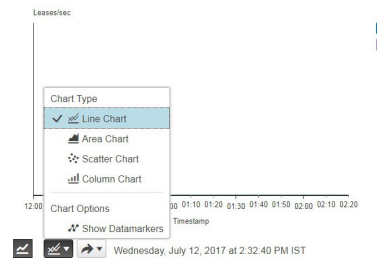 Leases/sec
Chart Type
Line Chart
Area Chart
Scatter Chart
Column Chart
12:00 00 01:10 01:20 01:30 01:40 01:50 02:00 02:10 02:20
Chart Options
Timestamp
Show Datamarkers
Wednesday, July 12, 2017 at 2:32:40 PM IST